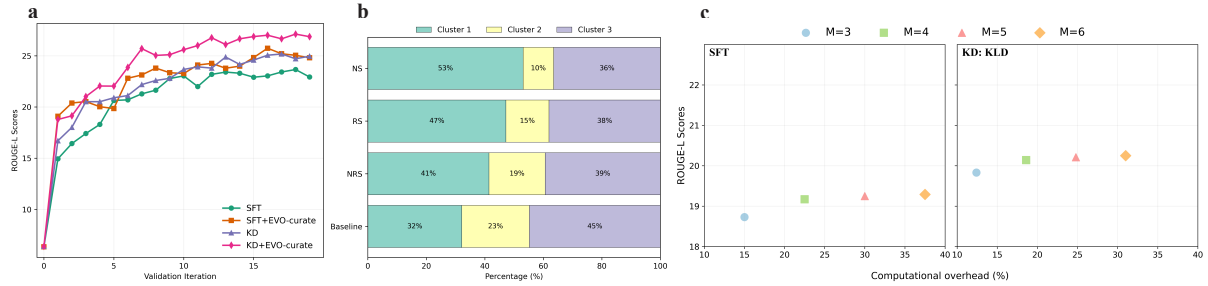 a
ROUGE-L Scores
25
20
15
10
0
5
10
15
Validation Iteration
SFT
SFT+EVO-curate
KD
KD+EVO-curate
b
Cluster 1
Cluster 2
Cluster 3
NS
53%
10%
36%
RS
47%
15%
38%
NRS
41%
19%
39%
Baseline
32%
23%
45%
0
20
40
60
80
100
Percentage (%)
c
M=3
M=4
M=5
M=6
SFT
KD: KLD
ROUGE-L Scores
22
21
20
19
18
10
15
20
25
30
35
40
10
15
20
25
30
35
40
Computational overhead (%)